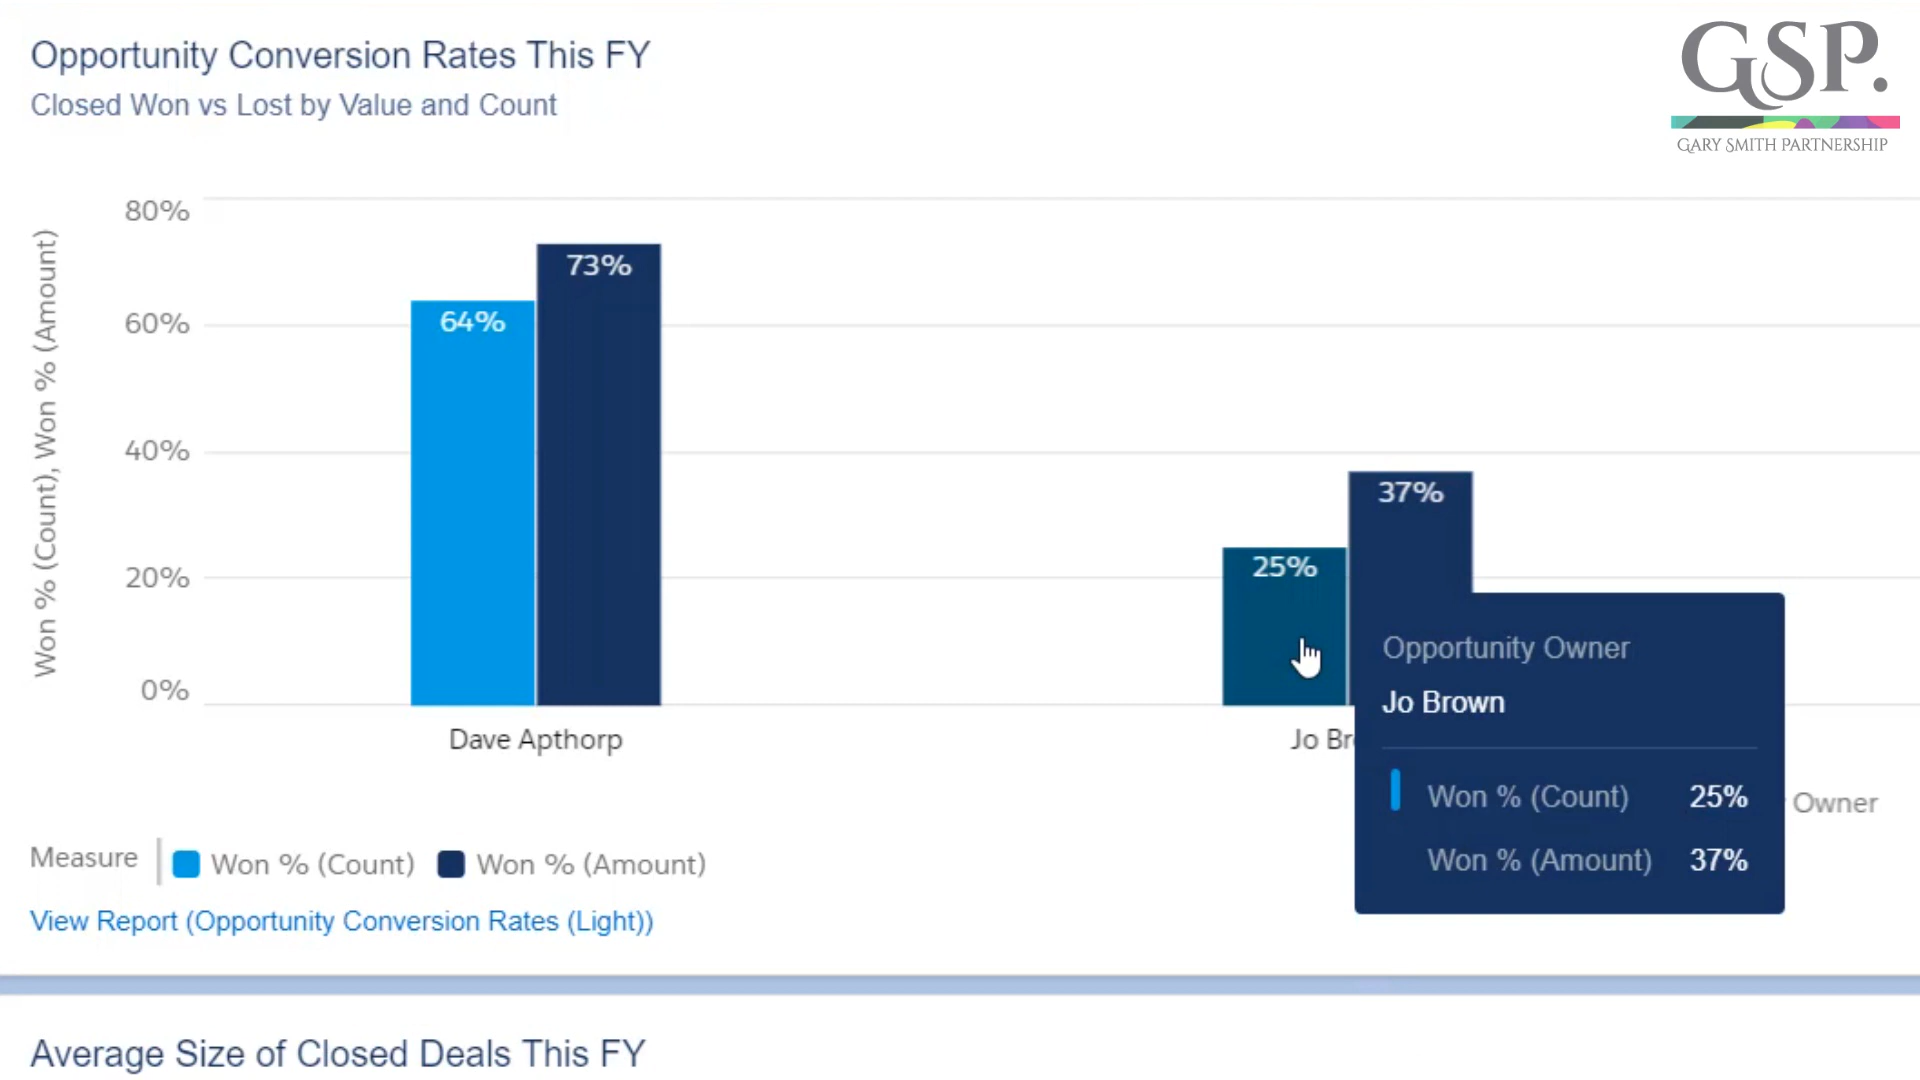 Opportunity Conversion Rates This FY
Closed Won vs Lost by Value and Count
GSP.
GARY SMITH PARTNERSHIP
Won % (Count), Won % (Amount)
80%
60%
40%
20%
0%
64%
73%
25%
37%
Dave Apthorp
Jo Br
Opportunity Owner
Jo Brown
Won % (Count) 25%
Won % (Amount) 37%
Owner
Measure
Won % (Count)
Won % (Amount)
View Report (Opportunity Conversion Rates (Light))
Average Size of Closed Deals This FY